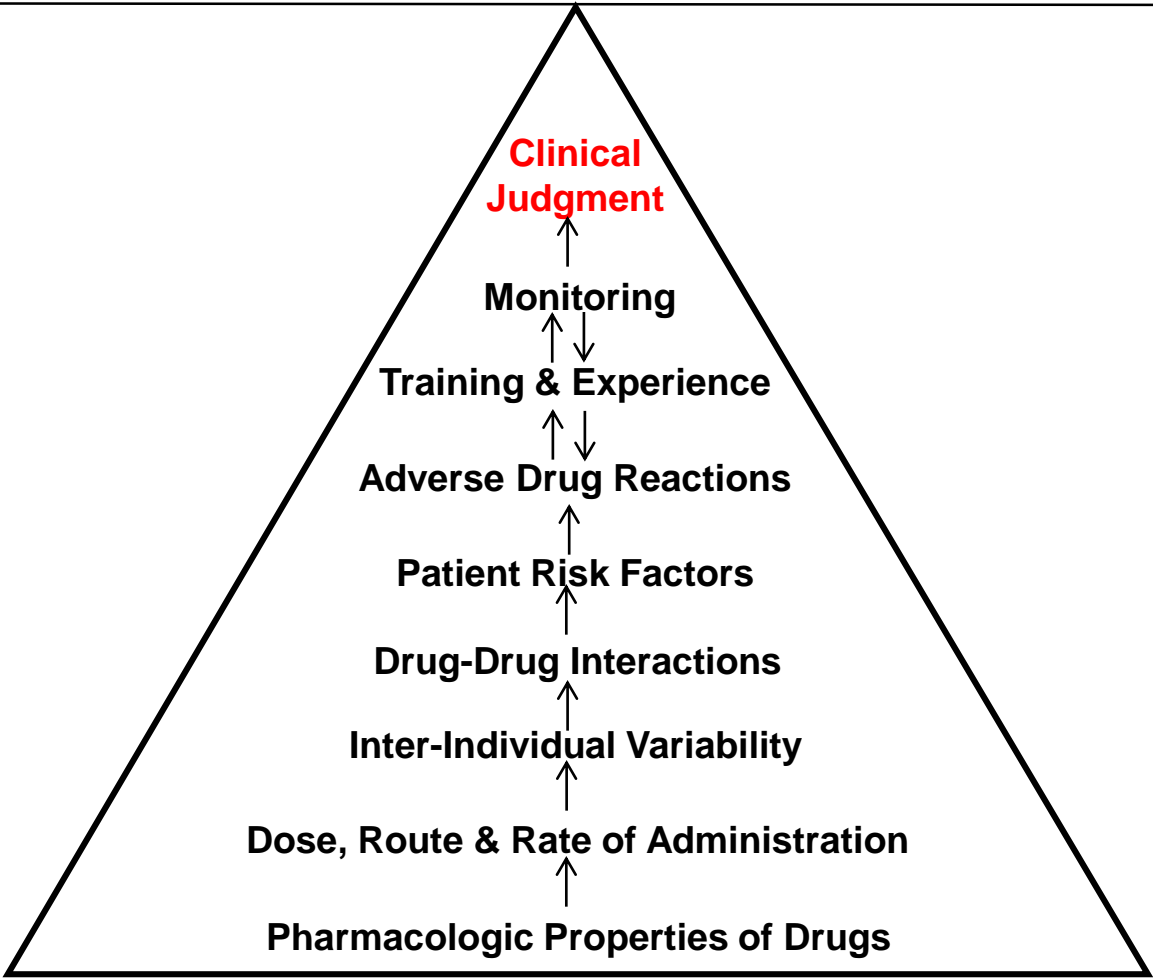 Clinical
Judgment
Monitoring
Training & Experience
Adverse Drug Reactions
Patient Risk Factors
Drug-Drug Interactions
Inter-Individual Variability
Dose, Route & Rate of Administration
Pharmacologic Properties of Drugs